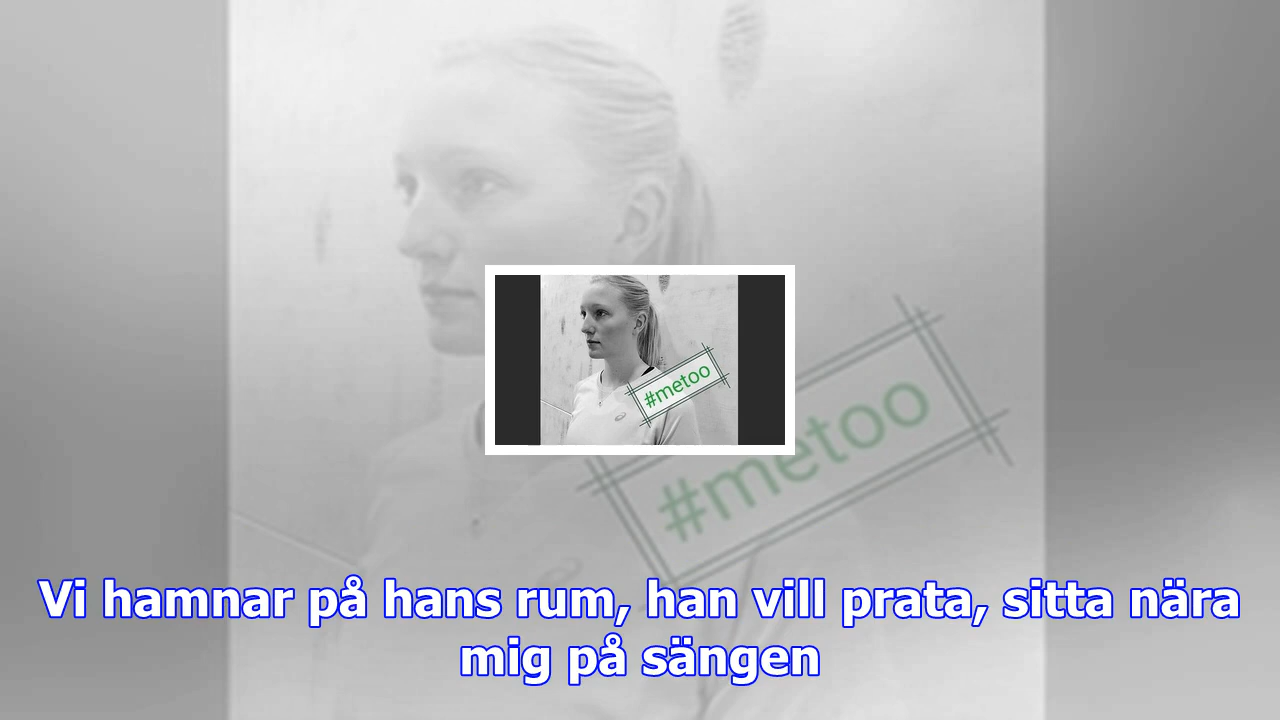 #metoo
#metoo
Vi hamnar på hans rum, han vill prata, sitta nära
mig på sängen